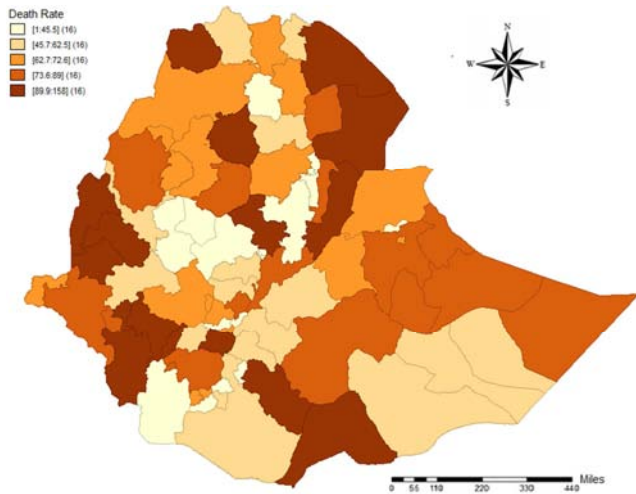 Death Rate
[1:45.5] (16)
[45.7:62.5] (16)
[62.7:72.6] (16)
[73.6:89] (16)
[89.9:158] (16)
N
W E
S
Miles
0 55 110 220 330 440